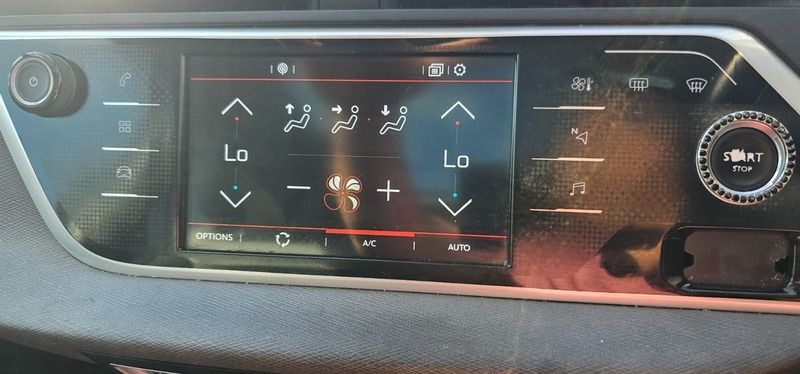 Lo
Lo
N
START
STOP
OPTIONS
A/C
AUTO